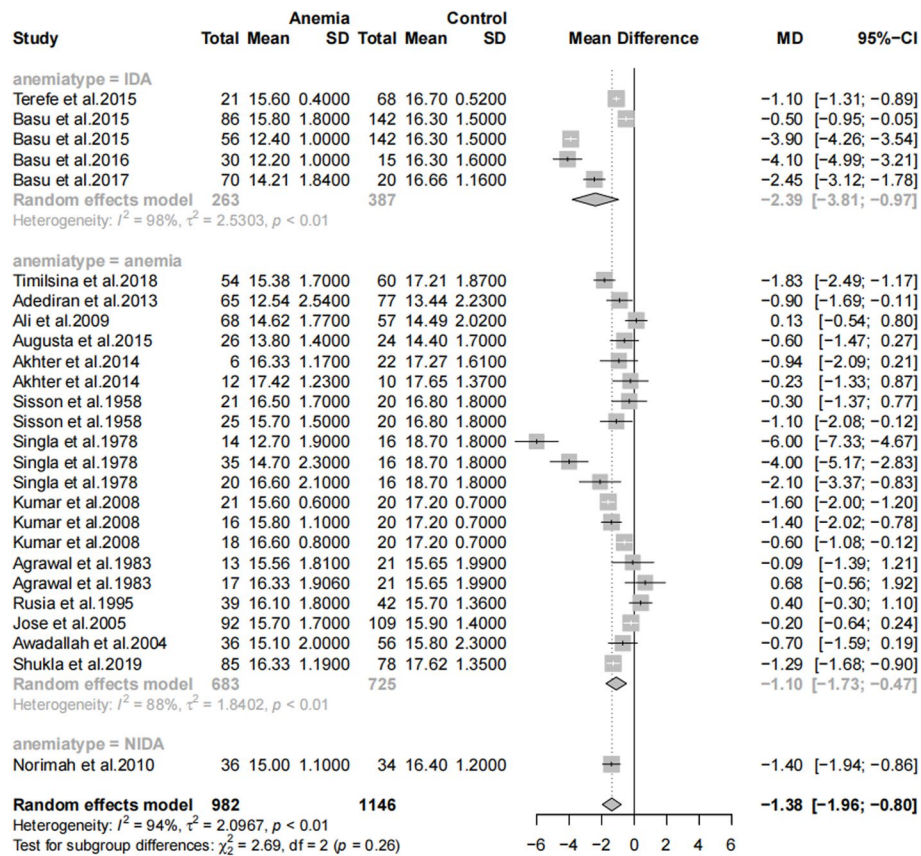 Anemia Control
Study Total Mean SD Total Mean SD Mean Difference MD 95%−CI
anemiatype = IDA
Terefe et al.2015 21 15.60 0.4000 68 16.70 0.5200 −1.10 [−1.31; −0.89]
Basu et al.2015 86 15.80 1.8000 142 16.30 1.5000 −0.50 [−0.95; −0.05]
Basu et al.2015 56 12.40 1.0000 142 16.30 1.5000 −3.90 [−4.26; −3.54]
Basu et al.2016 30 12.20 1.0000 15 16.30 1.6000 −4.10 [−4.99; −3.21]
Basu et al.2017 70 14.21 1.8400 20 16.66 1.1600 −2.45 [−3.12; −1.78]
Random effects model 263 387 −2.39 [−3.81; −0.97]
Heterogeneity: I² = 98%, τ² = 2.5303, p < 0.01
anemiatype = anemia
Timilsina et al.2018 54 15.38 1.7000 60 17.21 1.8700 −1.83 [−2.49; −1.17]
Adediran et al.2013 65 12.54 2.5400 77 13.44 2.2300 −0.90 [−1.69; −0.11]
Ali et al.2009 68 14.62 1.7700 57 14.49 2.0200 0.13 [−0.54; 0.80]
Augusta et al.2015 26 13.80 1.4000 24 14.40 1.7000 −0.60 [−1.47; 0.27]
Akhter et al.2014 6 16.33 1.1700 22 17.27 1.6100 −0.94 [−2.09; 0.21]
Akhter et al.2014 12 17.42 1.2300 10 17.65 1.3700 −0.23 [−1.33; 0.87]
Sisson et al.1958 21 16.50 1.7000 20 16.80 1.8000 −0.30 [−1.37; 0.77]
Sisson et al.1958 25 15.70 1.5000 20 16.80 1.8000 −1.10 [−2.08; −0.12]
Singla et al.1978 14 12.70 1.9000 16 18.70 1.8000 −6.00 [−7.33; −4.67]
Singla et al.1978 35 14.70 2.3000 16 18.70 1.8000 −4.00 [−5.17; −2.83]
Singla et al.1978 20 16.60 2.1000 16 18.70 1.8000 −2.10 [−3.37; −0.83]
Kumar et al.2008 21 15.60 0.6000 20 17.20 0.7000 −1.60 [−2.00; −1.20]
Kumar et al.2008 16 15.80 1.1000 20 17.20 0.7000 −1.40 [−2.02; −0.78]
Kumar et al.2008 18 16.60 0.8000 20 17.20 0.7000 −0.60 [−1.08; −0.12]
Agrawal et al.1983 13 15.56 1.8100 21 15.65 1.9900 −0.09 [−1.39; 1.21]
Agrawal et al.1983 17 16.33 1.9060 21 15.65 1.9900 0.68 [−0.56; 1.92]
Rusia et al.1995 39 16.10 1.8000 42 15.70 1.3600 0.40 [−0.30; 1.10]
Jose et al.2005 92 15.70 1.7000 109 15.90 1.4000 −0.20 [−0.64; 0.24]
Awadallah et al.2004 36 15.10 2.0000 56 15.80 2.3000 −0.70 [−1.59; 0.19]
Shukla et al.2019 85 16.33 1.1900 78 17.62 1.3500 −1.29 [−1.68; −0.90]
Random effects model 683 725 −1.10 [−1.73; −0.47]
Heterogeneity: I² = 88%, τ² = 1.8402, p < 0.01
anemiatype = NIDA
Norimah et al.2010 36 15.00 1.1000 34 16.40 1.2000 −1.40 [−1.94; −0.86]
Random effects model 982 1146 −1.38 [−1.96; −0.80]
Heterogeneity: I² = 94%, τ² = 2.0967, p < 0.01
Test for subgroup differences: χ²₂ = 2.69, df = 2 (p = 0.26)
−6 −4 −2 0 2 4 6